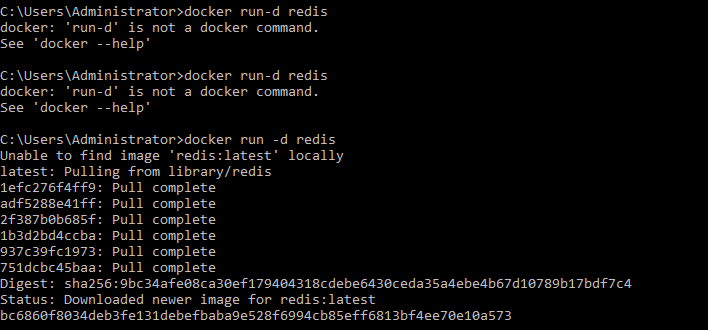 C:\Users\Administrator>docker run-d redis
docker: 'run-d' is not a docker command.
See 'docker --help'
C:\Users\Administrator>docker run-d redis
docker: 'run-d' is not a docker command.
See 'docker --help'
C:\Users\Administrator>docker run -d redis
Unable to find image 'redis:latest' locally
latest: Pulling from library/redis
1efc276f4ff9: Pull complete
adf5288e41ff: Pull complete
2f387b0b685f: Pull complete
1b3d2bd4ccba: Pull complete
937c39fc1973: Pull complete
751dcbc45baa: Pull complete
Digest: sha256:9bc34afe08ca30ef179404318cdebe6430ceda35a4ebe4b67d10789b17bdf7c4
Status: Downloaded newer image for redis:latest
bc6860f8034deb3fe131debefbaba9e528f6994cb85eff6813bf4ee70e10a573